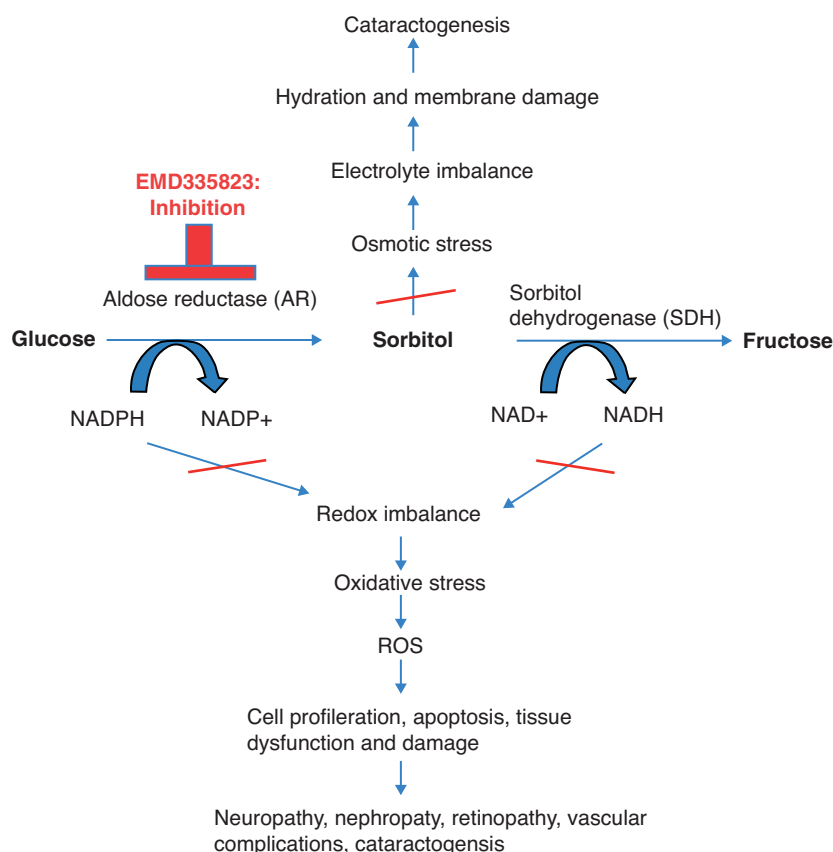 Cataractogenesis
Hydration and membrane damage
Electrolyte imbalance
EMD335823:
Inhibition
Osmotic stress
Aldose reductase (AR)
Sorbitol
dehydrogenase (SDH)
Glucose
Sorbitol
Fructose
NADPH
NADP+
NAD+
NADH
Redox imbalance
Oxidative stress
ROS
Cell profileration, apoptosis, tissue
dysfunction and damage
Neuropathy, nephropaty, retinopathy, vascular
complications, cataractogensis